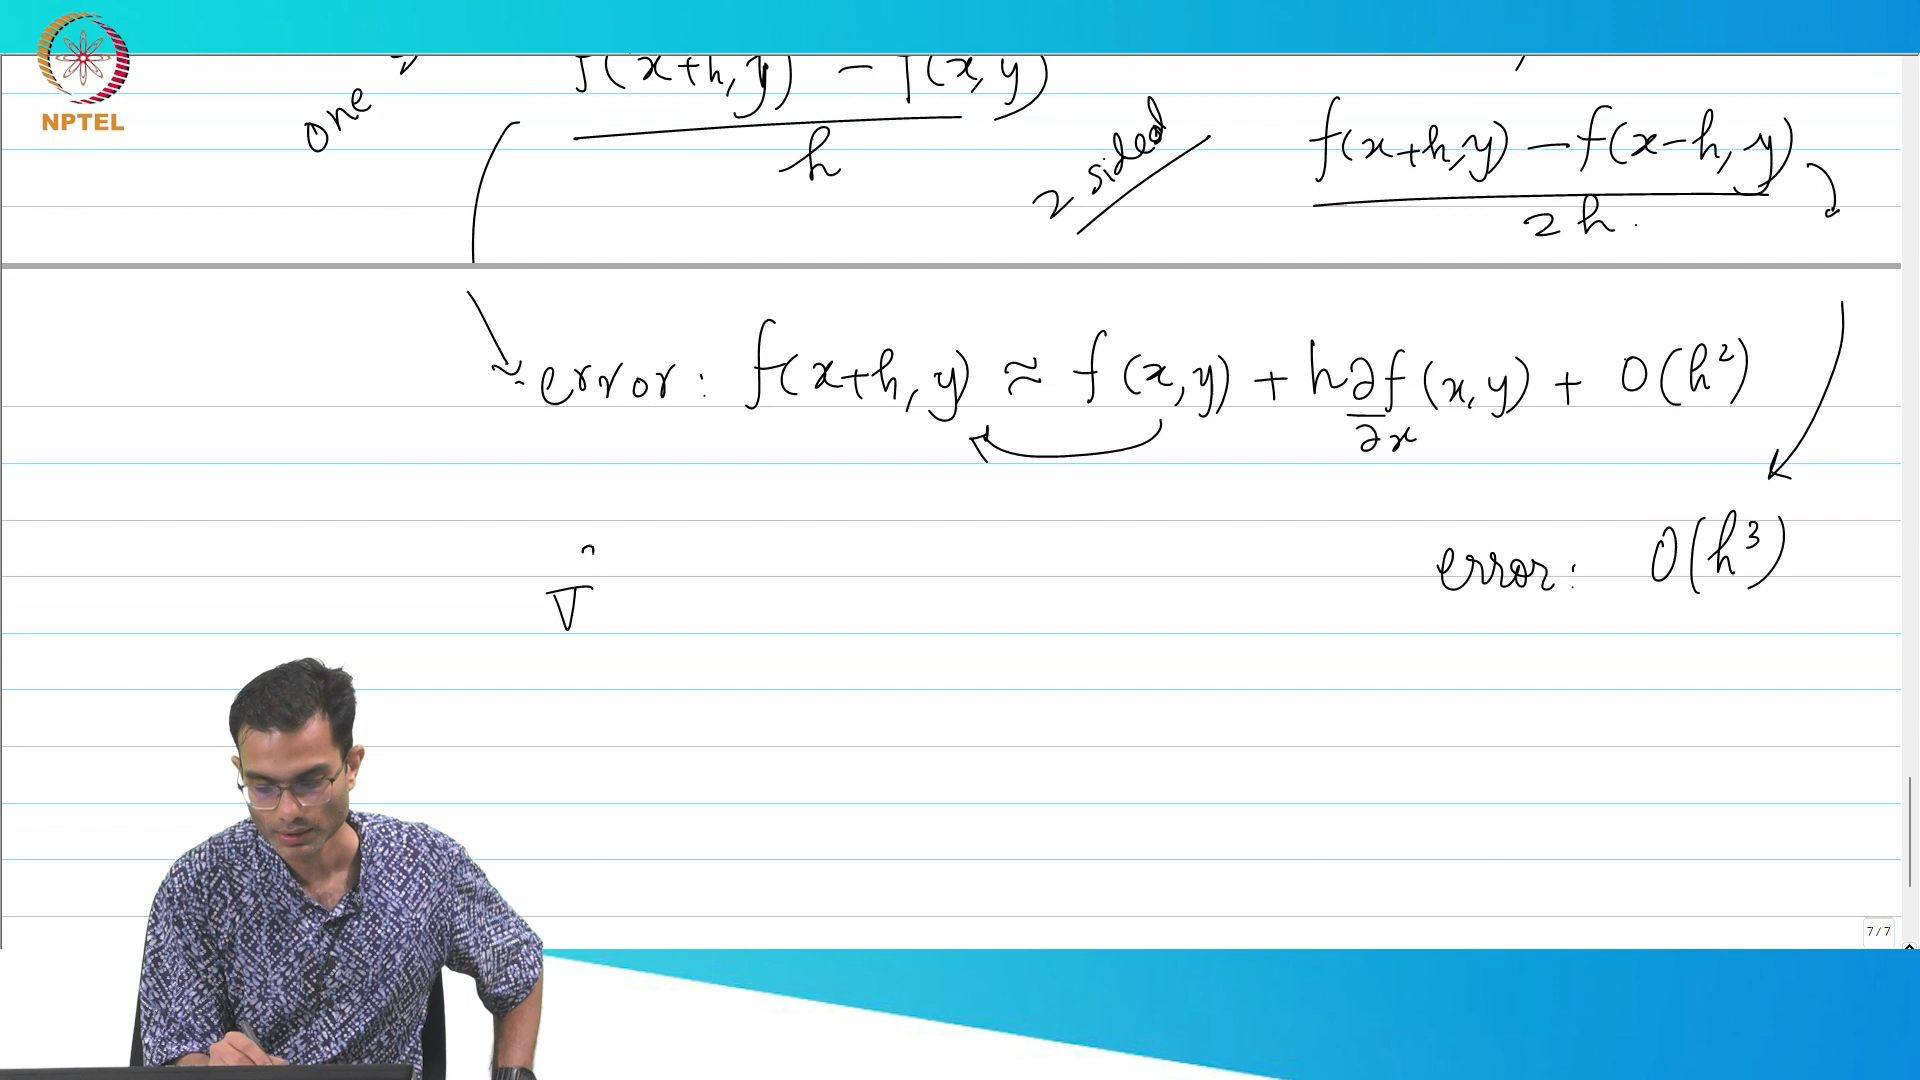 NPTEL
one
f(x+h, y) - f(x, y)
h
2 sided
f(x+h, y) - f(x-h, y)
2h.
error: f(x+h, y) ≈ f(x, y) + h ∂f/∂x (x, y) + O(h²)
error: O(h³)
∇
7/7